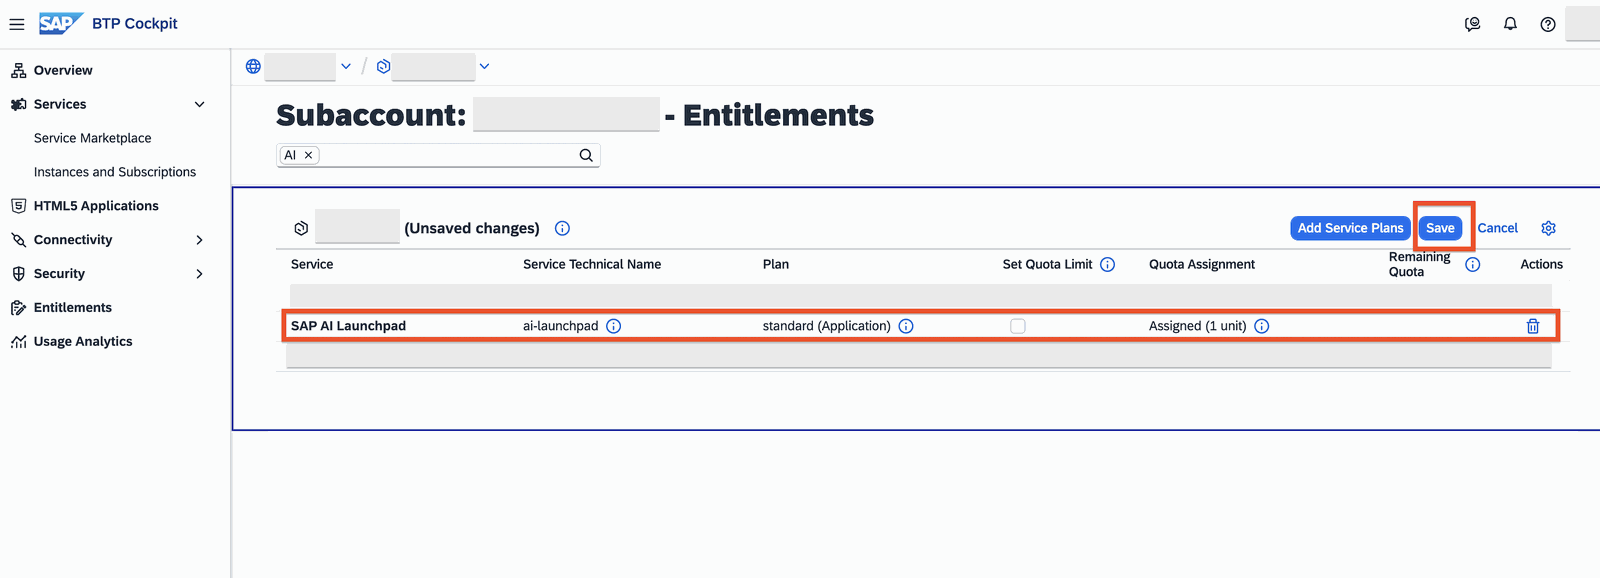 SAP BTP Cockpit
Overview
Services
Service Marketplace
Instances and Subscriptions
HTML5 Applications
Connectivity
Security
Entitlements
Usage Analytics
/
Subaccount: - Entitlements
AI ×
(Unsaved changes) Add Service Plans Save Cancel
Service Service Technical Name Plan Set Quota Limit Quota Assignment Remaining Quota Actions
SAP AI Launchpad ai-launchpad standard (Application) Assigned (1 unit)